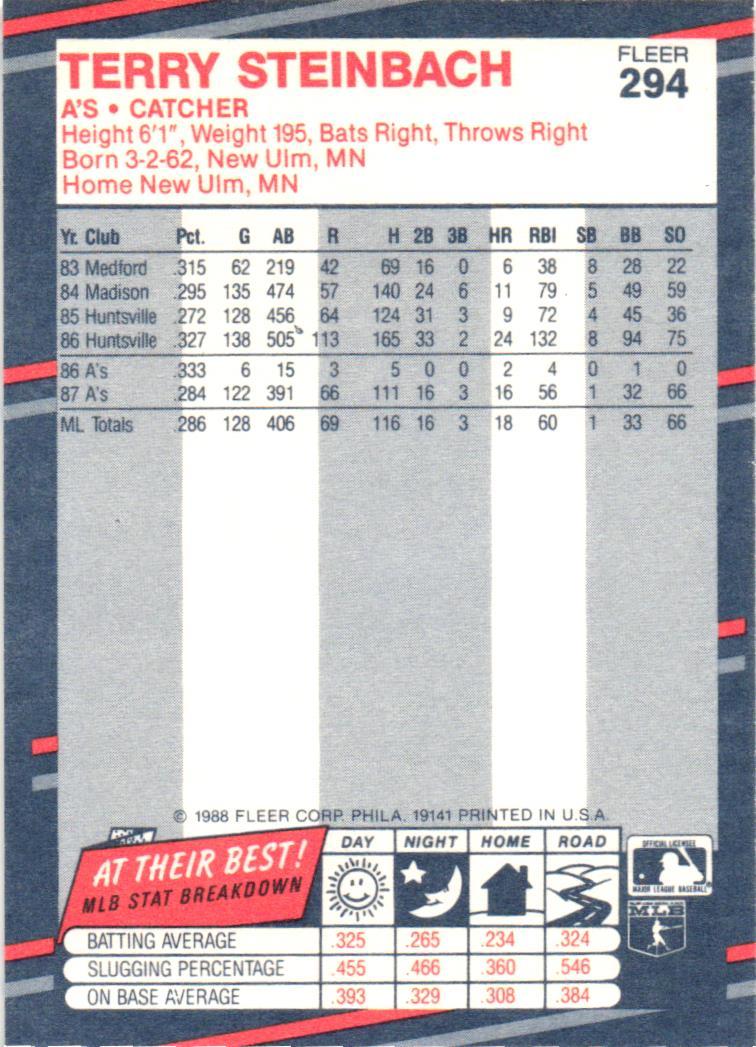 TERRY STEINBACH
FLEER
294
A'S • CATCHER
Height 6'1", Weight 195, Bats Right, Throws Right
Born 3-2-62, New Ulm, MN
Home New Ulm, MN
Yr. Club Pct. G AB R H 2B 3B HR RBI SB BB SO
83 Medford .315 62 219 42 69 16 0 6 38 8 28 22
84 Madison .295 135 474 57 140 24 6 11 79 5 49 59
85 Huntsville .272 128 456 64 124 31 3 9 72 4 45 36
86 Huntsville .327 138 505 113 165 33 2 24 132 8 94 75
86 A's .333 6 15 3 5 0 0 2 4 0 1 0
87 A's .284 122 391 66 111 16 3 16 56 1 32 66
ML Totals .286 128 406 69 116 16 3 18 60 1 33 66
© 1988 FLEER CORP. PHILA. 19141 PRINTED IN U.S.A.
AT THEIR BEST!
MLB STAT BREAKDOWN
DAY NIGHT HOME ROAD
BATTING AVERAGE .325 .265 .234 .324
SLUGGING PERCENTAGE .455 .466 .360 .546
ON BASE AVERAGE .393 .329 .308 .384
OFFICIAL LICENSEE
MAJOR LEAGUE BASEBALL
MLB